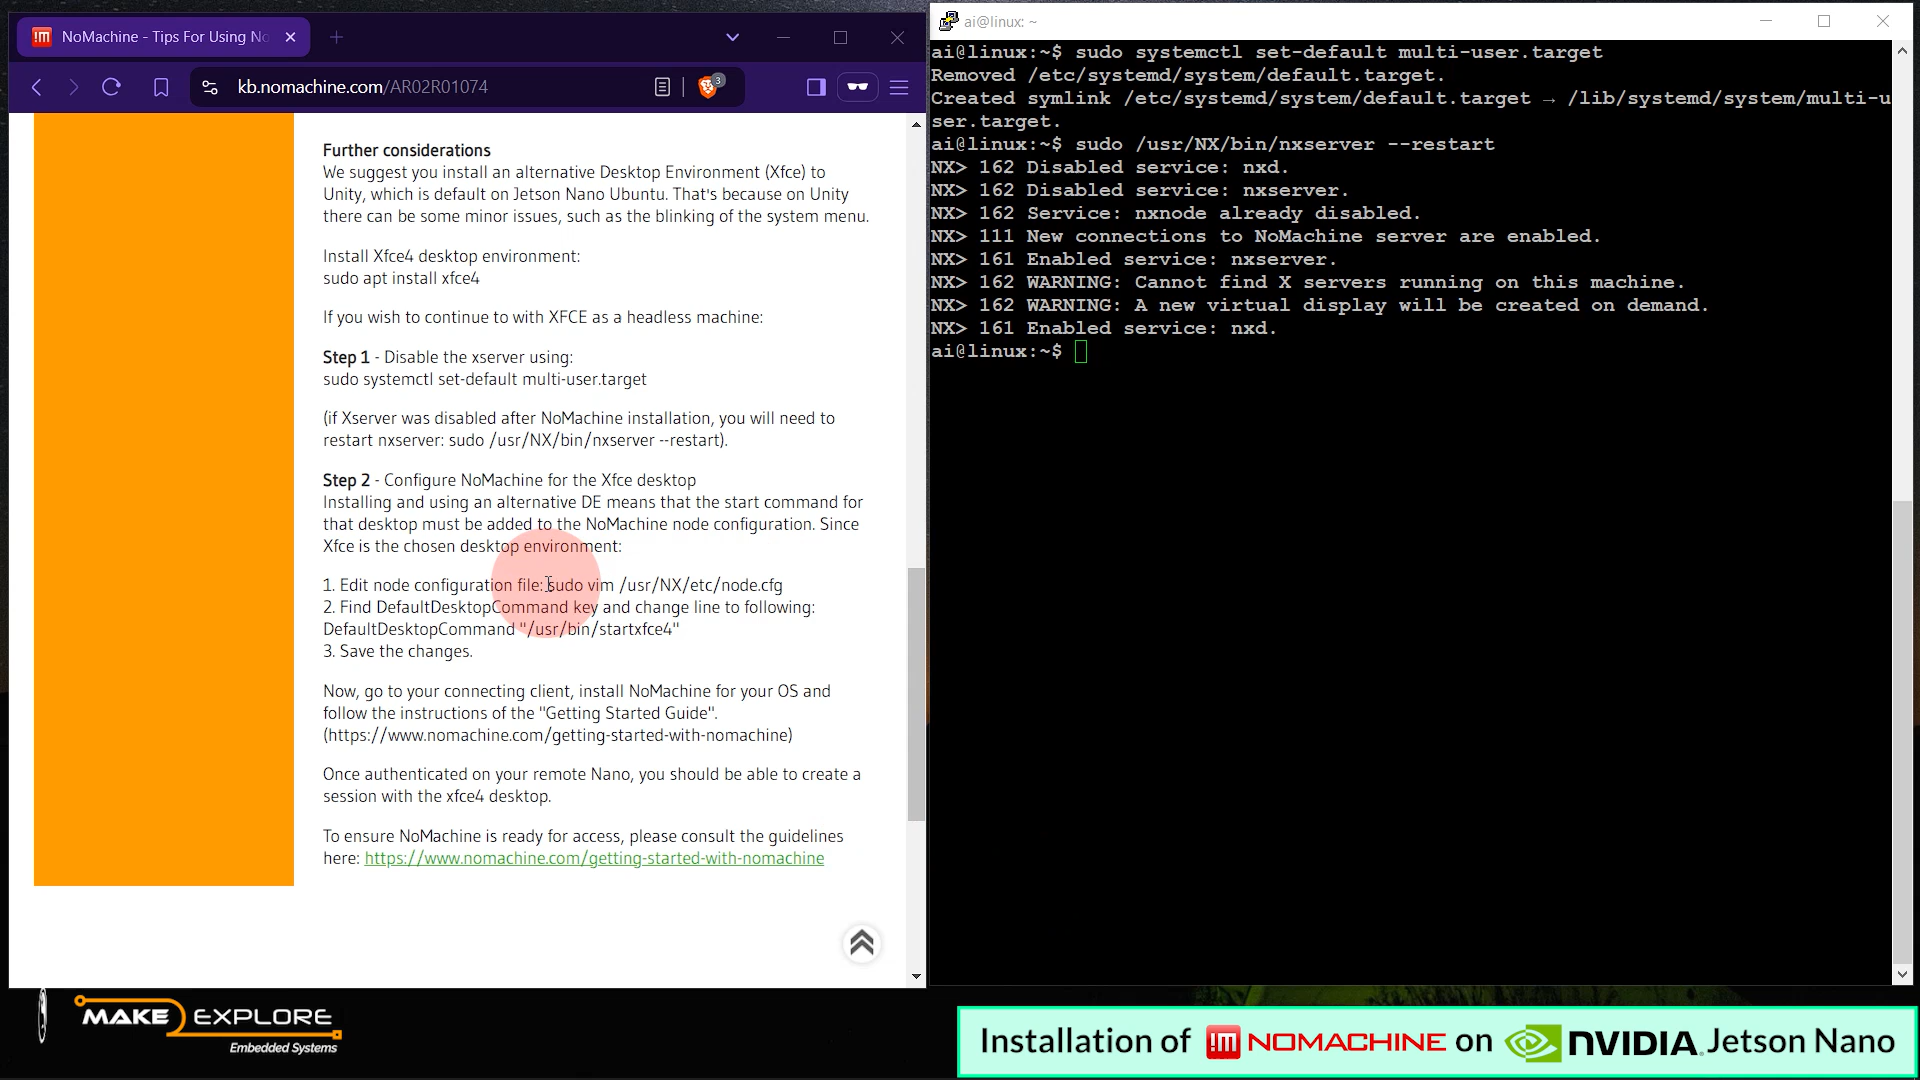 NoMachine - Tips For Using No
kb.nomachine.com/AR02R01074
3
Further considerations
We suggest you install an alternative Desktop Environment (Xfce) to
Unity, which is default on Jetson Nano Ubuntu. That's because on Unity
there can be some minor issues, such as the blinking of the system menu.
Install Xfce4 desktop environment:
sudo apt install xfce4
If you wish to continue to with XFCE as a headless machine:
Step 1 - Disable the xserver using:
sudo systemctl set-default multi-user.target
(if Xserver was disabled after NoMachine installation, you will need to
restart nxserver: sudo /usr/NX/bin/nxserver --restart).
Step 2 - Configure NoMachine for the Xfce desktop
Installing and using an alternative DE means that the start command for
that desktop must be added to the NoMachine node configuration. Since
Xfce is the chosen desktop environment:
1. Edit node configuration file: sudo vim /usr/NX/etc/node.cfg
2. Find DefaultDesktopCommand key and change line to following:
DefaultDesktopCommand "/usr/bin/startxfce4"
3. Save the changes.
Now, go to your connecting client, install NoMachine for your OS and
follow the instructions of the "Getting Started Guide".
(https://www.nomachine.com/getting-started-with-nomachine)
Once authenticated on your remote Nano, you should be able to create a
session with the xfce4 desktop.
To ensure NoMachine is ready for access, please consult the guidelines
here: https://www.nomachine.com/getting-started-with-nomachine
ai@linux: ~
ai@linux:~$ sudo systemctl set-default multi-user.target
Removed /etc/systemd/system/default.target.
Created symlink /etc/systemd/system/default.target → /lib/systemd/system/multi-u
ser.target.
ai@linux:~$ sudo /usr/NX/bin/nxserver --restart
NX> 162 Disabled service: nxd.
NX> 162 Disabled service: nxserver.
NX> 162 Service: nxnode already disabled.
NX> 111 New connections to NoMachine server are enabled.
NX> 161 Enabled service: nxserver.
NX> 162 WARNING: Cannot find X servers running on this machine.
NX> 162 WARNING: A new virtual display will be created on demand.
NX> 161 Enabled service: nxd.
ai@linux:~$
MAKE EXPLORE
Embedded Systems
Installation of !M NOMACHINE on NVIDIA. Jetson Nano